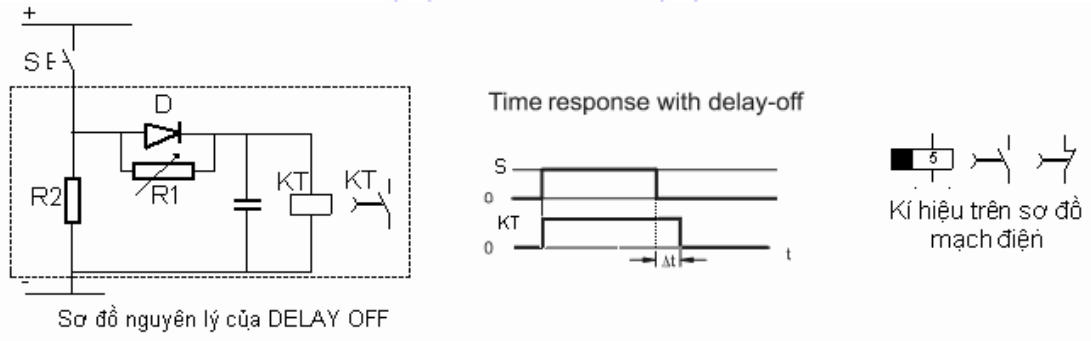 +
S E
D
R1
R2
KT
KT
-
Sơ đồ nguyên lý của DELAY OFF
Time response with delay-off
S
0
KT
0
Δt
t
5
Kí hiệu trên sơ đồ
mạch điện